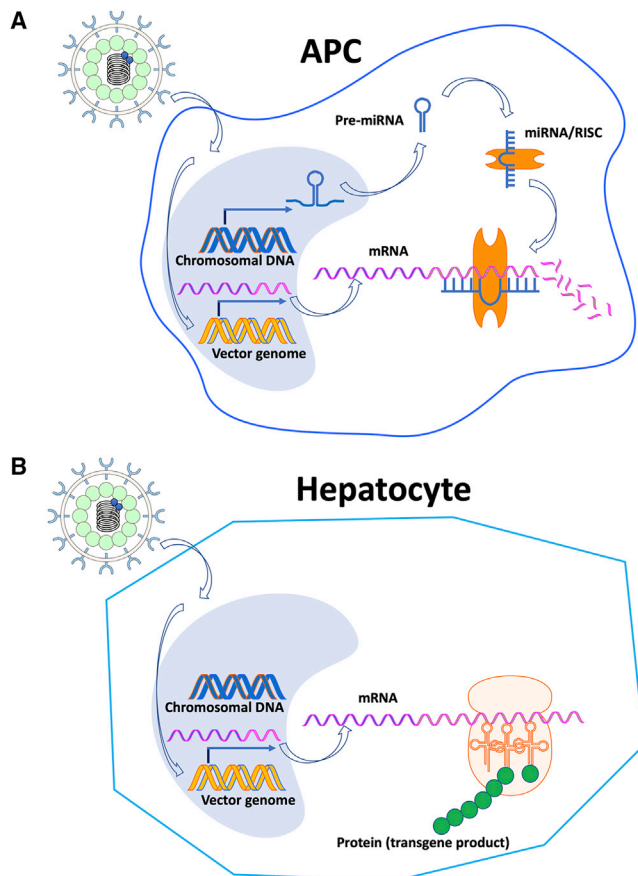 A
APC
Pre-miRNA
miRNA/RISC
Chromosomal DNA
mRNA
Vector genome
B
Hepatocyte
Chromosomal DNA
mRNA
Vector genome
Protein (transgene product)